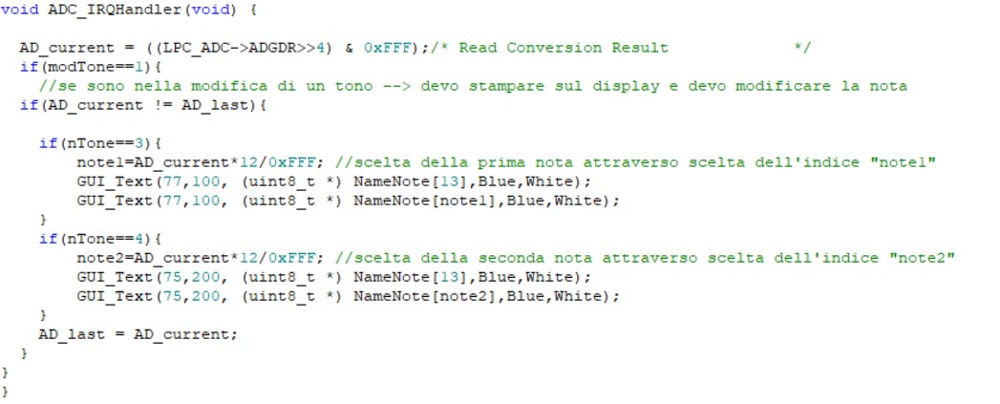 void ADC_IRQHandler(void) {
AD_current = ((LPC_ADC->ADGDR>>4) & 0xFFF);/* Read Conversion Result */
if(modTone==1){
//se sono nella modifica di un tono --> devo stampare sul display e devo modificare la nota
if(AD_current != AD_last){
if(nTone==3){
note1=AD_current*12/0xFFF; //scelta della prima nota attraverso scelta dell'indice "note1"
GUI_Text(77,100, (uint8_t *) NameNote[13],Blue,White);
GUI_Text(77,100, (uint8_t *) NameNote[note1],Blue,White);
}
if(nTone==4){
note2=AD_current*12/0xFFF; //scelta della seconda nota attraverso scelta dell'indice "note2"
GUI_Text(75,200, (uint8_t *) NameNote[13],Blue,White);
GUI_Text(75,200, (uint8_t *) NameNote[note2],Blue,White);
}
AD_last = AD_current;
}
}
}